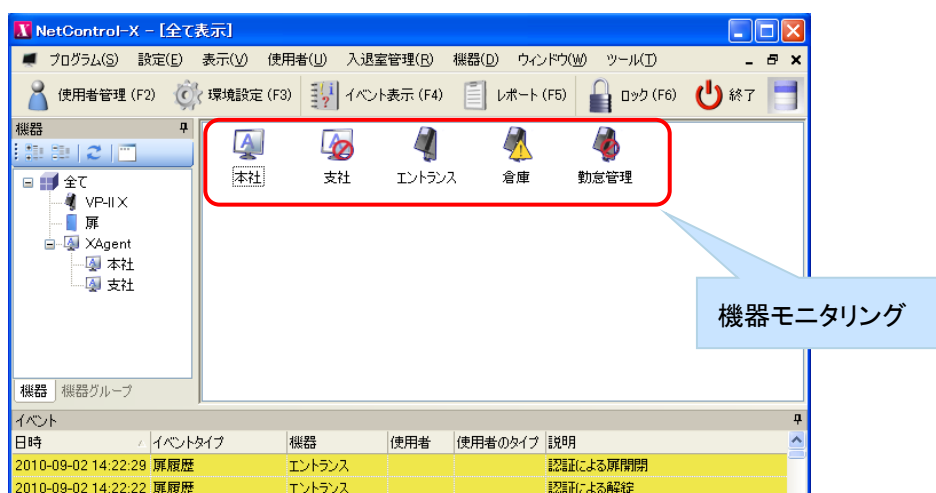 NetControl-X - [全て表示]
プログラム(S) 設定(E) 表示(V) 使用者(U) 入退室管理(R) 機器(D) ウィンドウ(W) ツール(T)
使用者管理 (F2) 環境設定 (F3) イベント表示 (F4) レポート (F5) ロック (F6) 終了
機器
全て
VP-II X
扉
XAgent
本社
支社
本社 支社 エントランス 倉庫 勤怠管理
機器モニタリング
機器 機器グループ
イベント
日時 イベントタイプ 機器 使用者 使用者のタイプ 説明
2010-09-02 14:22:29 扉履歴 エントランス 認証による扉開閉
2010-09-02 14:22:22 扉履歴 エントランス 認証による解錠